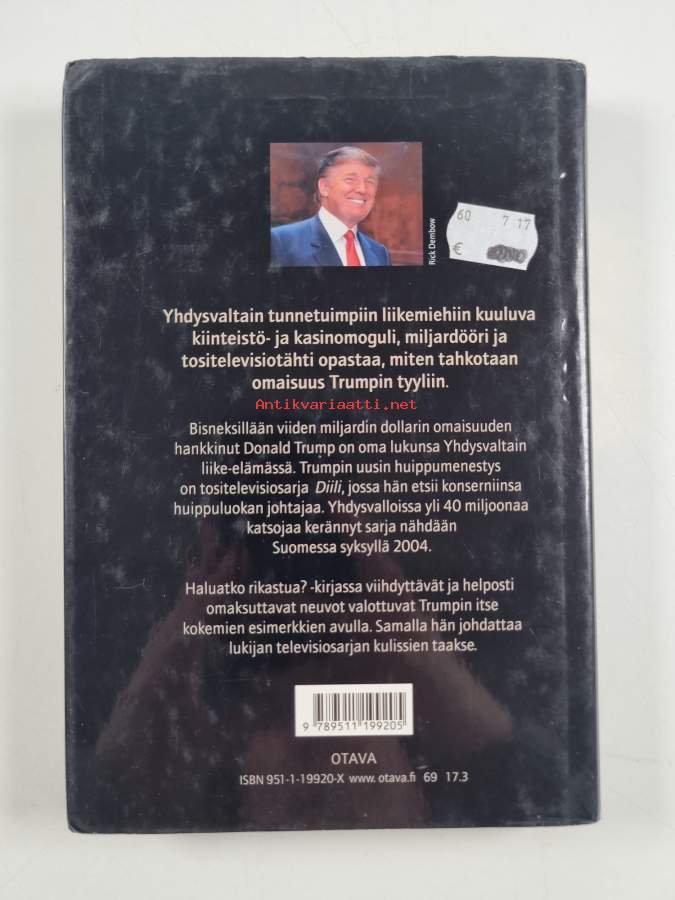 Rick Dembow
60 7.17
€
Yhdysvaltain tunnetuimpiin liikemiehiin kuuluva
kiinteistö- ja kasinomoguli, miljardööri ja
tositelevisiotähti opastaa, miten tahkotaan
omaisuus Trumpin tyyliin.
Antikvariaatti.net
Bisneksillään viiden miljardin dollarin omaisuuden
hankkinut Donald Trump on oma lukunsa Yhdysvaltain
liike-elämässä. Trumpin uusin huippumenestys
on tositelevisiosarja Diili, jossa hän etsii konserniinsa
huippuluokan johtajaa. Yhdysvalloissa yli 40 miljoonaa
katsojaa kerännyt sarja nähdään
Suomessa syksyllä 2004.
Haluatko rikastua? -kirjassa viihdyttävät ja helposti
omaksuttavat neuvot valottuvat Trumpin itse
kokemien esimerkkien avulla. Samalla hän johdattaa
lukijan televisiosarjan kulissien taakse.
9 789511 199205
OTAVA
ISBN 951-1-19920-X www.otava.fi 69 17.3